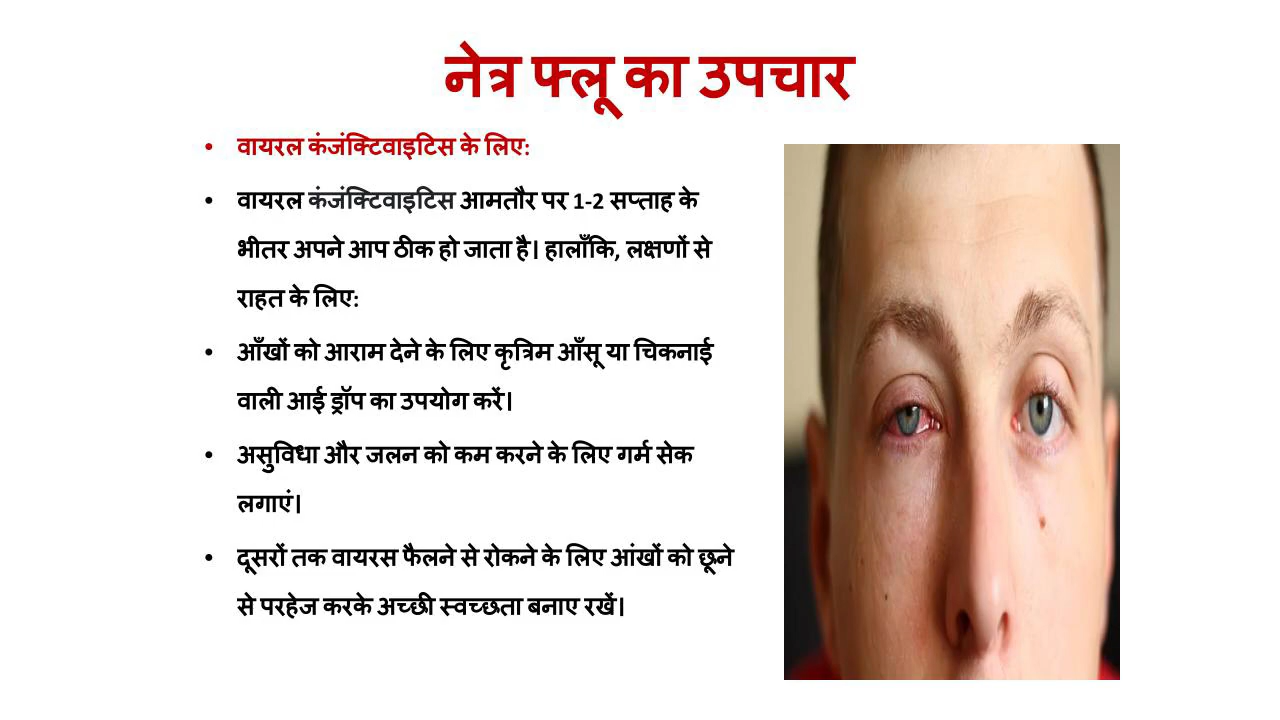 नेत्र फ्लू का उपचार
• वायरल कंजंक्टिवाइटिस के लिए:
• वायरल कंजंक्टिवाइटिस आमतौर पर 1-2 सप्ताह के
भीतर अपने आप ठीक हो जाता है। हालाँकि, लक्षणों से
राहत के लिए:
• आँखों को आराम देने के लिए कृत्रिम आँसू या चिकनाई
वाली आई ड्रॉप का उपयोग करें।
• असुविधा और जलन को कम करने के लिए गर्म सेक
लगाएं।
• दूसरों तक वायरस फैलने से रोकने के लिए आंखों को छूने
से परहेज करके अच्छी स्वच्छता बनाए रखें।